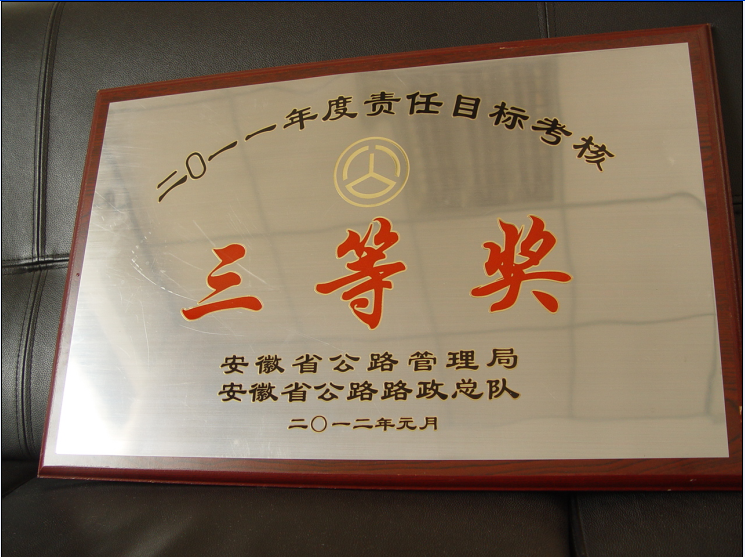 二〇一一年度责任目标考核
三等奖
安徽省公路管理局
安徽省公路路政总队
二〇一二年元月